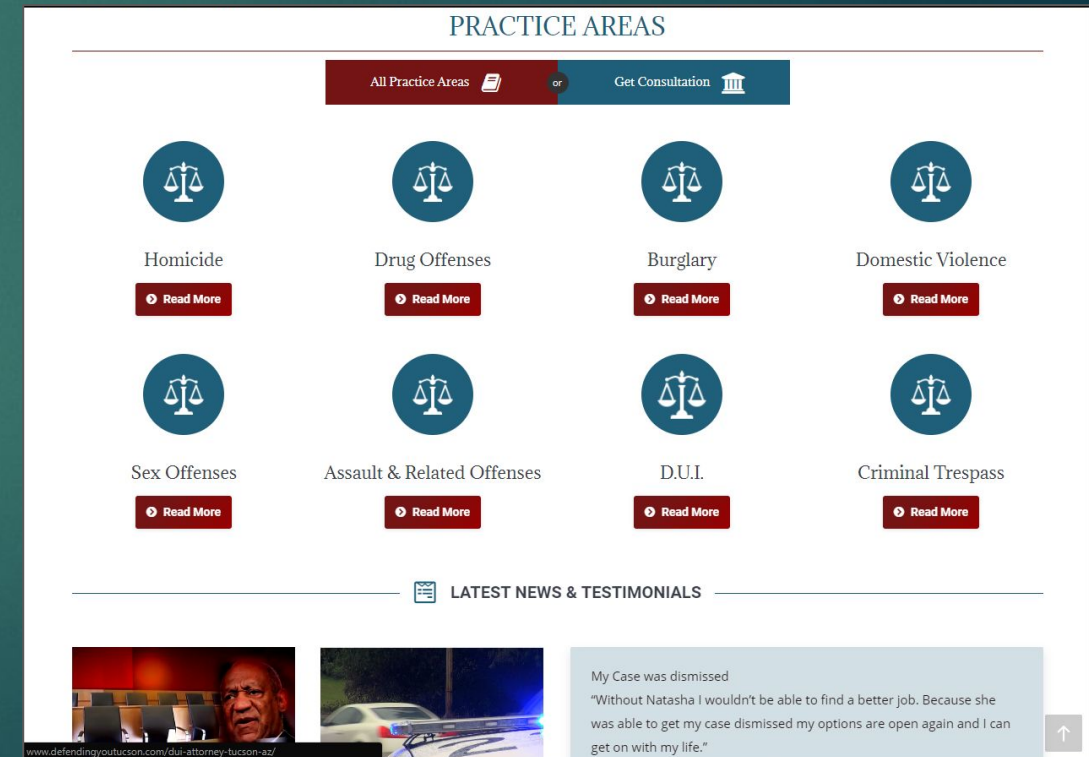 PRACTICE AREAS
All Practice Areas or Get Consultation
Homicide Drug Offenses Burglary Domestic Violence
Read More Read More Read More Read More
Sex Offenses Assault & Related Offenses D.U.I. Criminal Trespass
Read More Read More Read More Read More
LATEST NEWS & TESTIMONIALS
My Case was dismissed
“Without Natasha I wouldn’t be able to find a better job. Because she
was able to get my case dismissed my options are open again and I can
get on with my life.”
www.defendingyoutucson.com/dui-attorney-tucson-az/